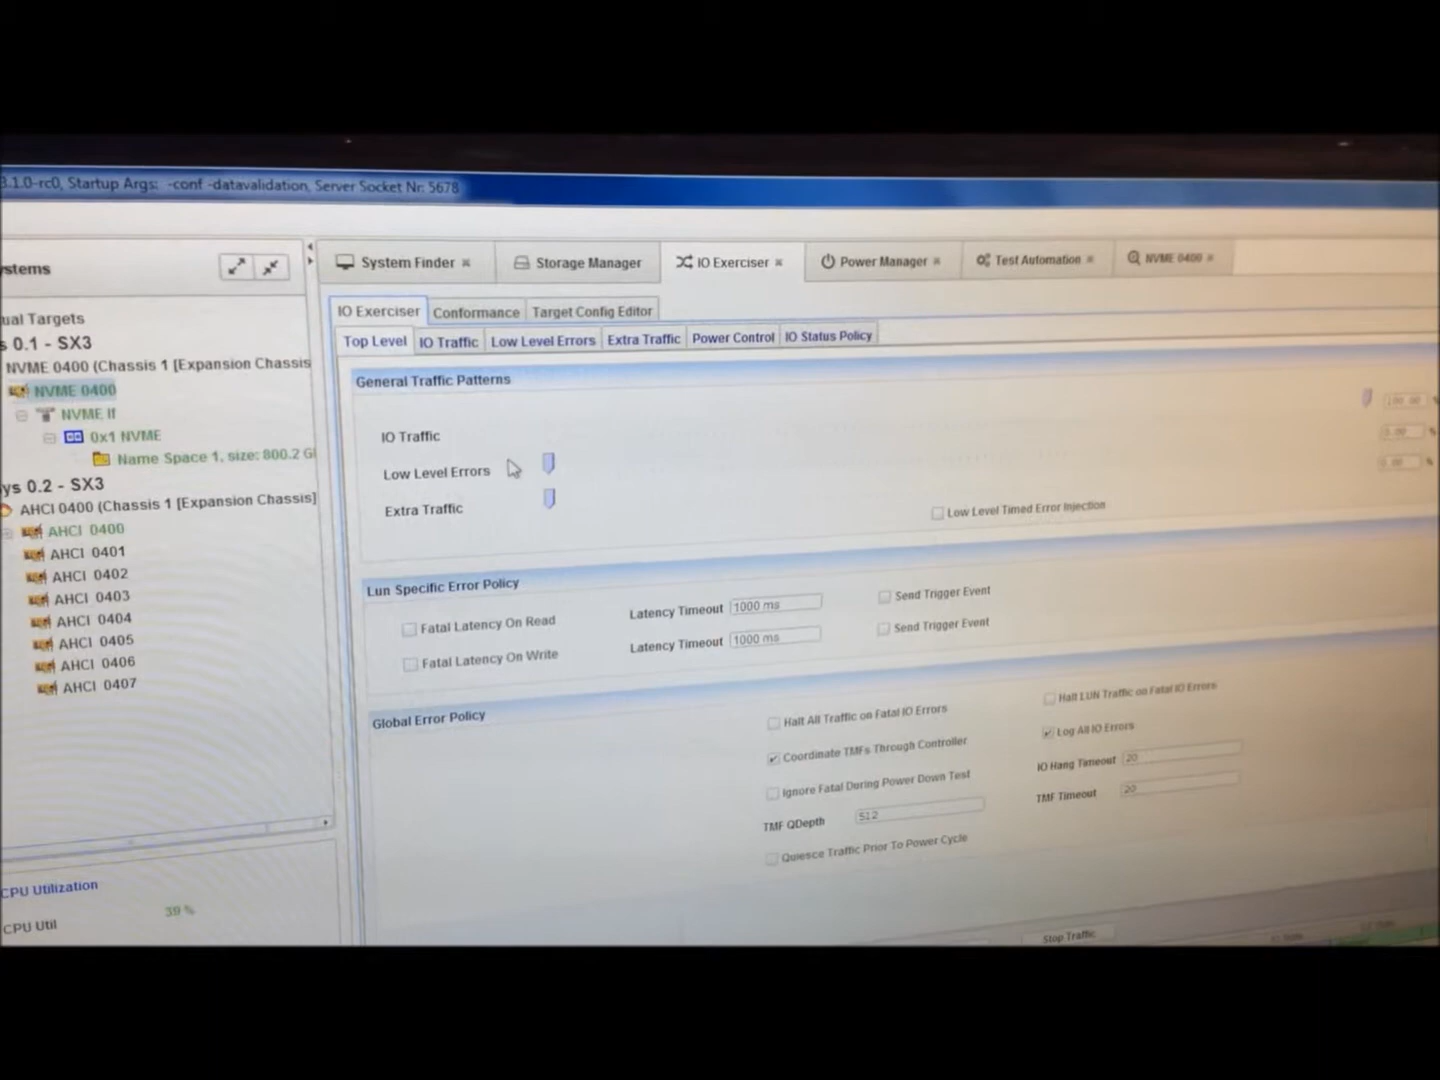 3.1.0-rc0, Startup Args: -conf -datavalidation, Server Socket Nr: 5678
stems
System Finder
Storage Manager
IO Exerciser
Power Manager
Test Automation
NVME 0400
ual Targets
s 0.1 - SX3
NVME 0400 (Chassis 1 [Expansion Chassis
NVME 0400
NVME If
0x1 NVME
Name Space 1, size: 800.2 G
ys 0.2 - SX3
AHCI 0400 (Chassis 1 [Expansion Chassis]
AHCI 0400
AHCI 0401
AHCI 0402
AHCI 0403
AHCI 0404
AHCI 0405
AHCI 0406
AHCI 0407
CPU Utilization
CPU Util
39 %
IO Exerciser
Conformance
Target Config Editor
Top Level
IO Traffic
Low Level Errors
Extra Traffic
Power Control
IO Status Policy
General Traffic Patterns
IO Traffic
100.00 %
Low Level Errors
0.00 %
Extra Traffic
0.00 %
Low Level Timed Error Injection
Lun Specific Error Policy
Fatal Latency On Read
Latency Timeout 1000 ms
Send Trigger Event
Fatal Latency On Write
Latency Timeout 1000 ms
Send Trigger Event
Global Error Policy
Halt All Traffic on Fatal IO Errors
Halt LUN Traffic on Fatal IO Errors
Coordinate TMFs Through Controller
Log All IO Errors
Ignore Fatal During Power Down Test
IO Hang Timeout 20
TMF QDepth 512
TMF Timeout 20
Quiesce Traffic Prior To Power Cycle
Stop Traffic